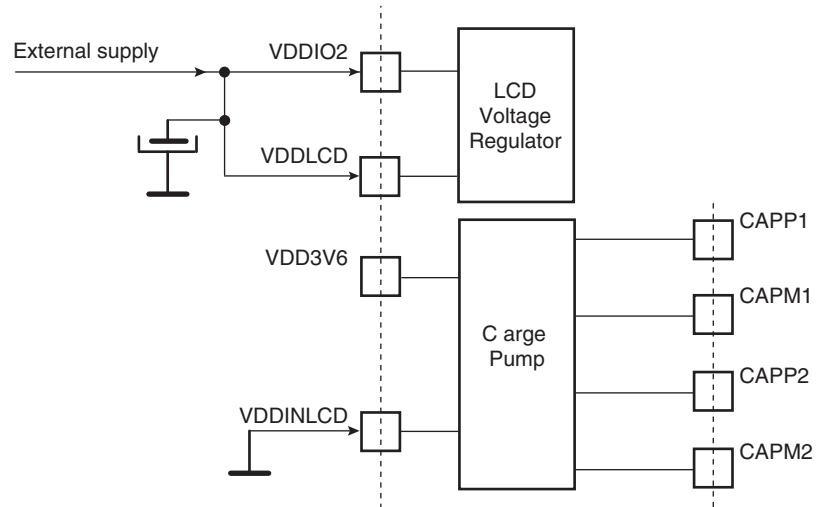 External supply
VDDIO2
LCD
Voltage
Regulator
VDDLCD
VDD3V6
C arge
Pump
VDDINLCD
CAPP1
CAPM1
CAPP2
CAPM2